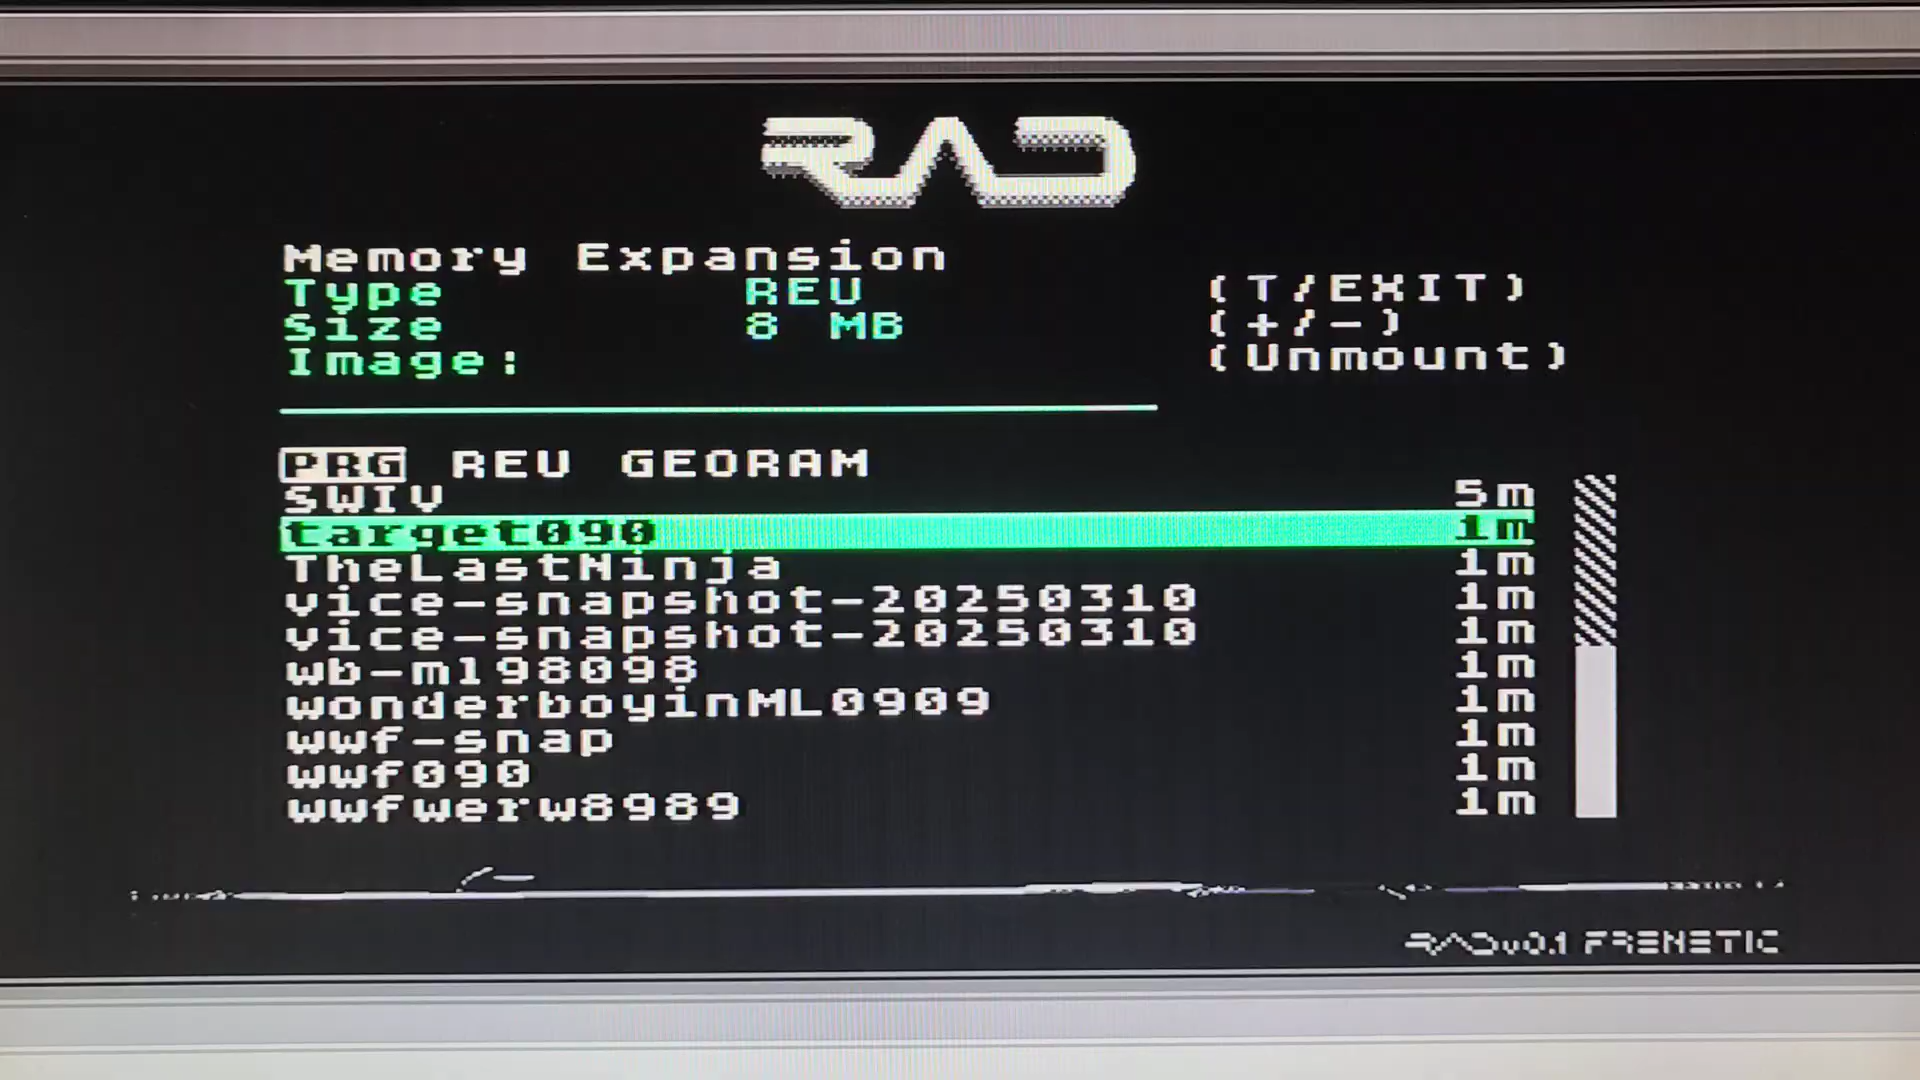 RAD
Memory Expansion
Type REU (T/EXIT)
Size 8 MB (+/-)
Image: (Unmount)
PRG REU GEORAM
SWIV 5m
target090 1m
TheLastNinja 1m
vice-snapshot-20250310 1m
vice-snapshot-20250310 1m
wb-ml98098 1m
wonderboyinML0909 1m
wwf-snap 1m
wwf090 1m
wwfwerw8989 1m
RADv0.1 FRENETIC